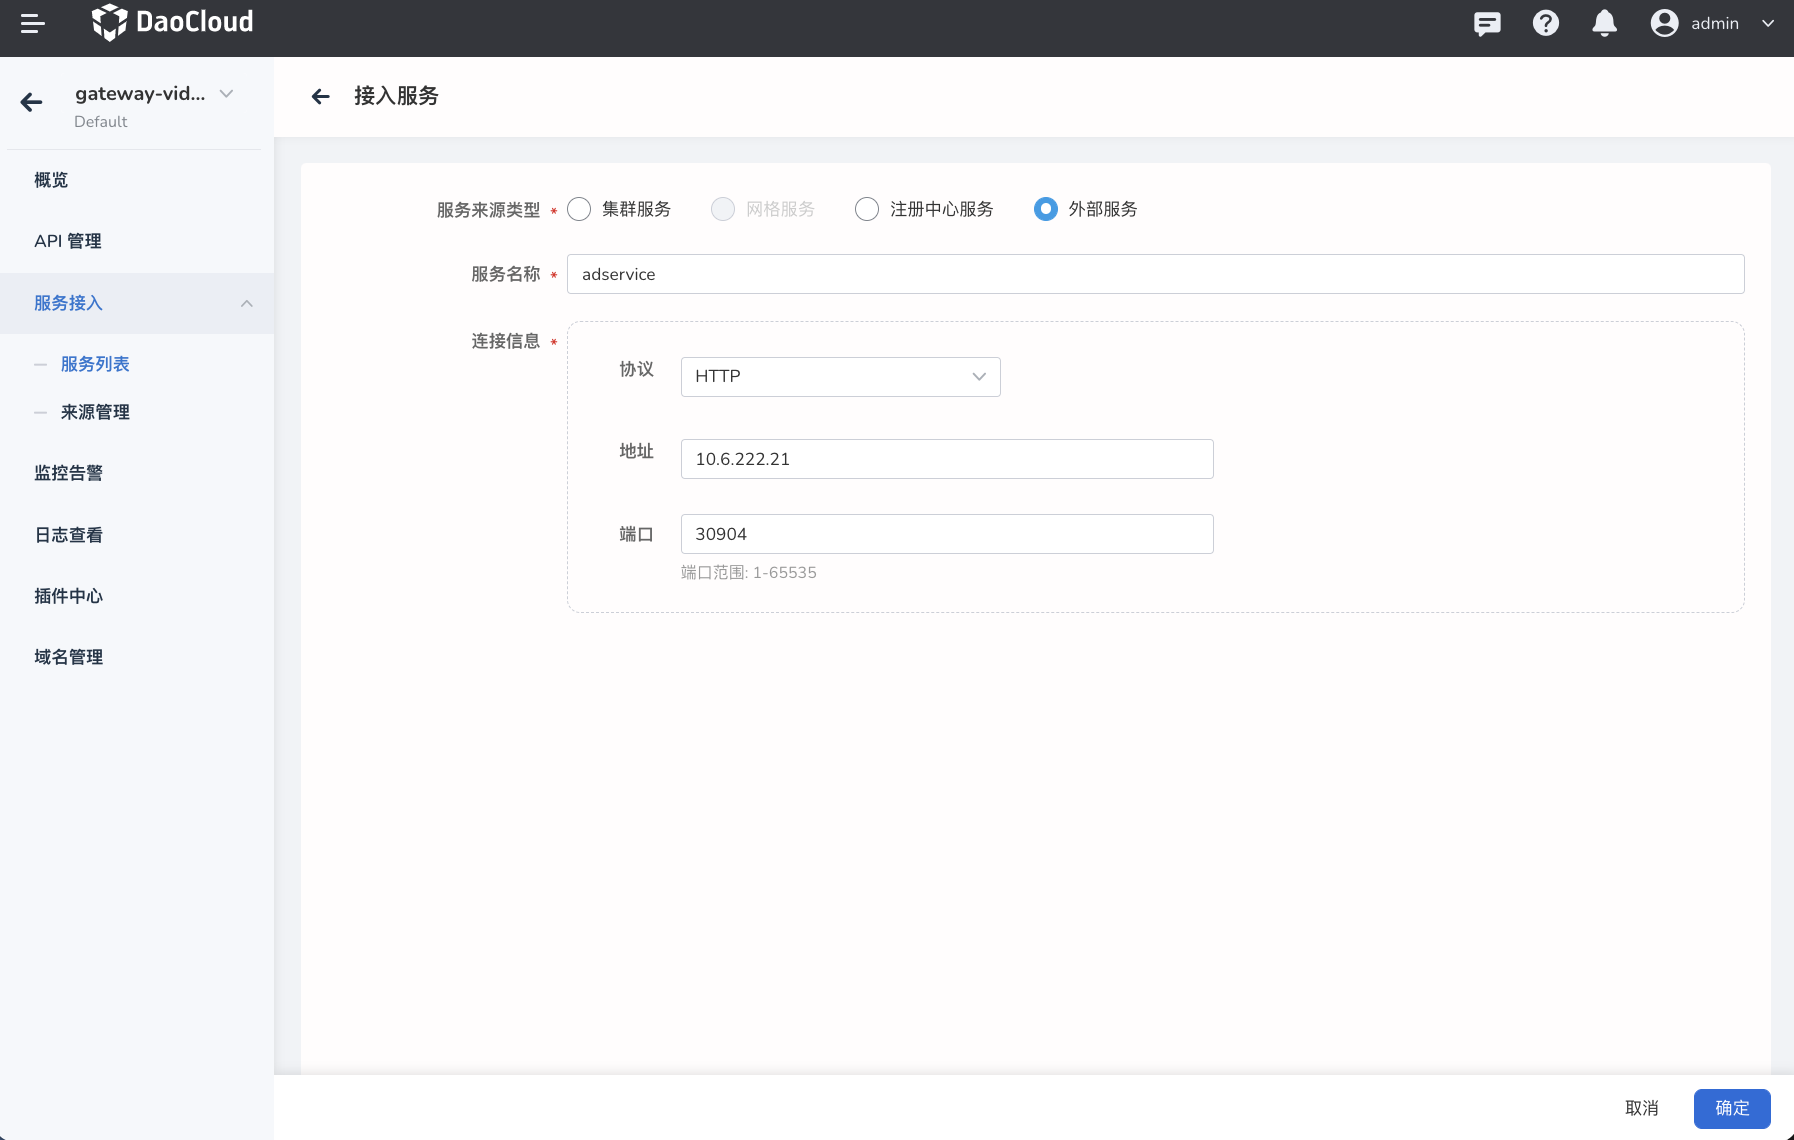 DaoCloud
admin
gateway-vid...
Default
概览
API 管理
服务接入
服务列表
来源管理
监控告警
日志查看
插件中心
域名管理
接入服务
服务来源类型 * 集群服务 网格服务 注册中心服务 外部服务
服务名称 * adservice
连接信息 *
协议 HTTP
地址 10.6.222.21
端口 30904
端口范围: 1-65535
取消 确定